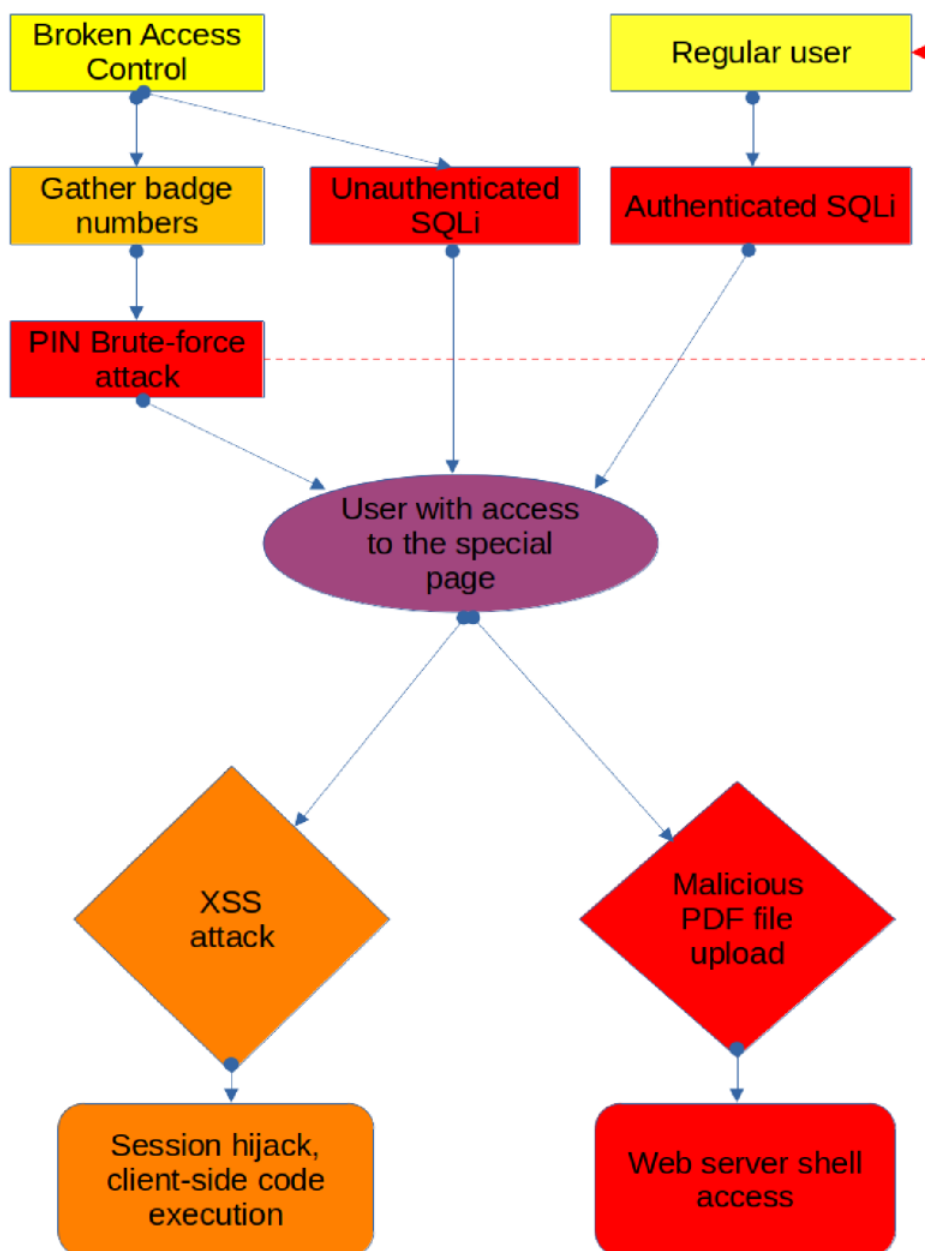 Broken Access
Control
Regular user
Gather badge
numbers
Unauthenticated
SQLi
Authenticated SQLi
PIN Brute-force
attack
User with access
to the special
page
XSS
attack
Malicious
PDF file
upload
Session hijack,
client-side code
execution
Web server shell
access